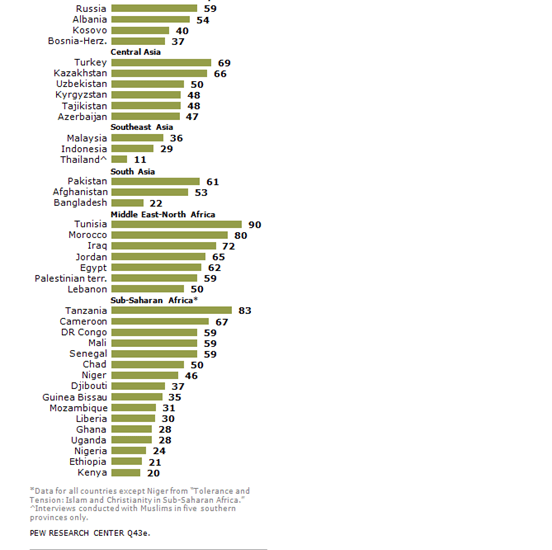 Russia 59
Albania 54
Kosovo 40
Bosnia-Herz. 37
Central Asia
Turkey 69
Kazakhstan 66
Uzbekistan 50
Kyrgyzstan 48
Tajikistan 48
Azerbaijan 47
Southeast Asia
Malaysia 36
Indonesia 29
Thailand^ 11
South Asia
Pakistan 61
Afghanistan 53
Bangladesh 22
Middle East-North Africa
Tunisia 90
Morocco 80
Iraq 72
Jordan 65
Egypt 62
Palestinian terr. 59
Lebanon 50
Sub-Saharan Africa*
Tanzania 83
Cameroon 67
DR Congo 59
Mali 59
Senegal 59
Chad 50
Niger 46
Djibouti 37
Guinea Bissau 35
Mozambique 31
Liberia 30
Ghana 28
Uganda 28
Nigeria 24
Ethiopia 21
Kenya 20
*Data for all countries except Niger from “Tolerance and
Tension: Islam and Christianity in Sub-Saharan Africa.”
^Interviews conducted with Muslims in five southern
provinces only.
PEW RESEARCH CENTER Q43e.